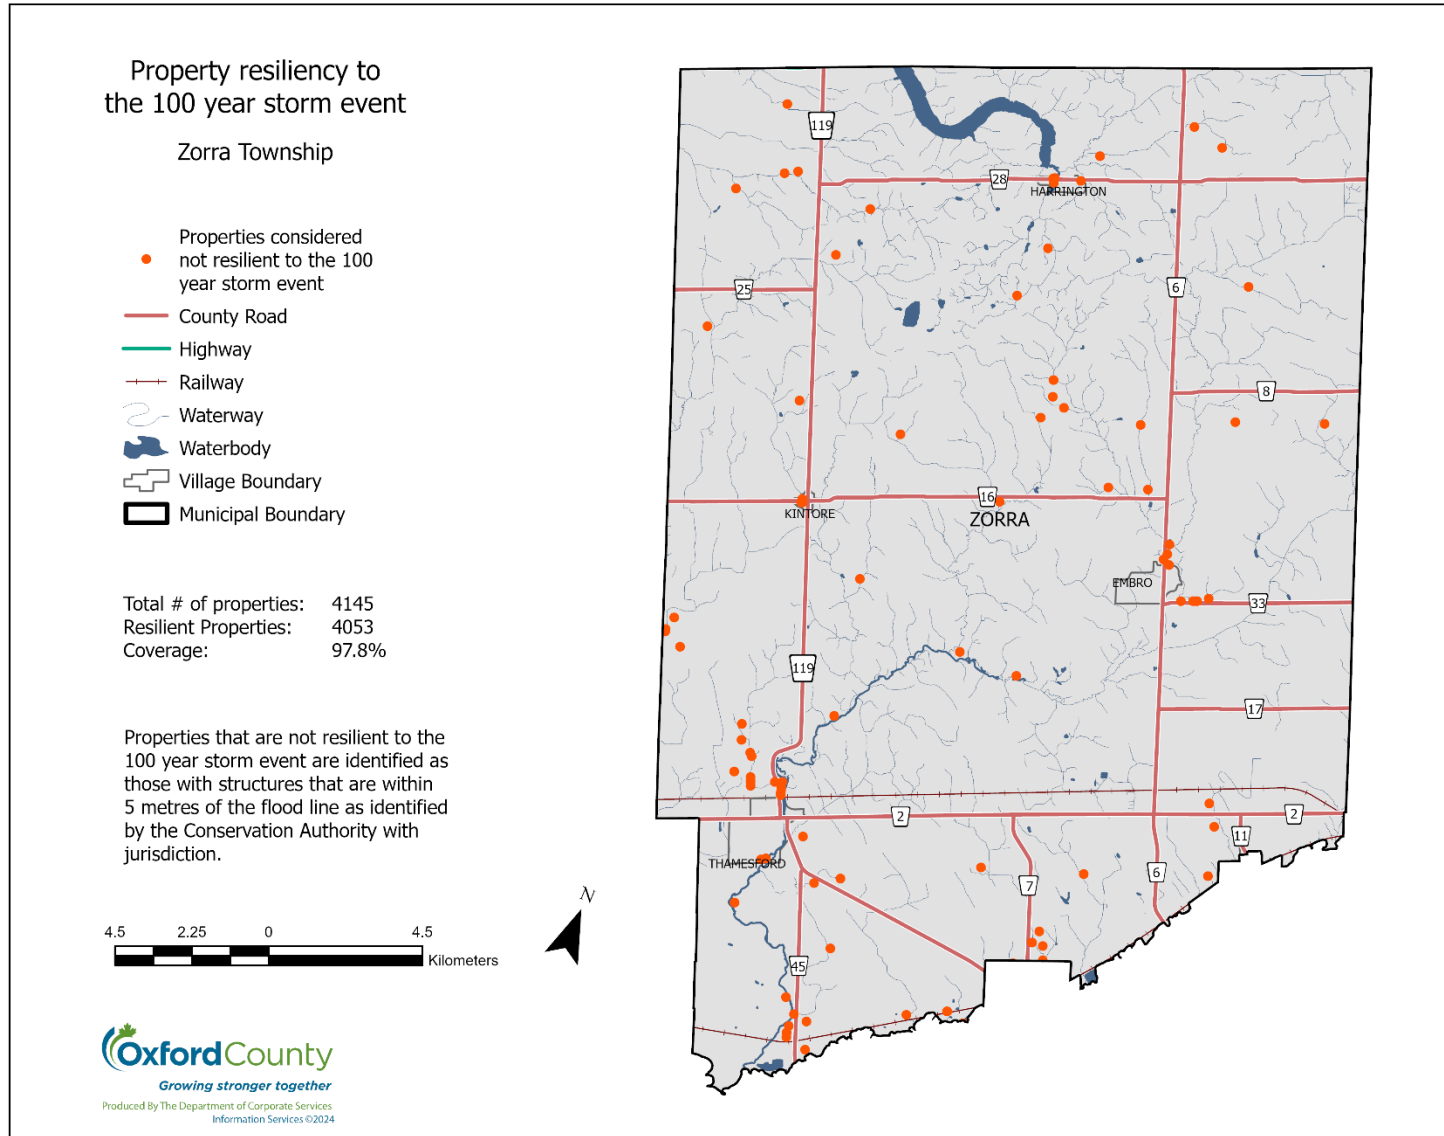 Property resiliency to
the 100 year storm event
Zorra Township
Properties considered
not resilient to the 100
year storm event
County Road
Highway
Railway
Waterway
Waterbody
Village Boundary
Municipal Boundary
Total # of properties: 4145
Resilient Properties: 4053
Coverage: 97.8%
Properties that are not resilient to the
100 year storm event are identified as
those with structures that are within
5 metres of the flood line as identified
by the Conservation Authority with
jurisdiction.
4.5 2.25 0 4.5
Kilometers
N
OxfordCounty
Growing stronger together
Produced By The Department of Corporate Services
Information Services ©2024
119
28
HARRINGTON
25
6
8
16
KINTORE
ZORRA
EMBRO
33
119
17
2
2
11
THAMESFORD
7
6
45